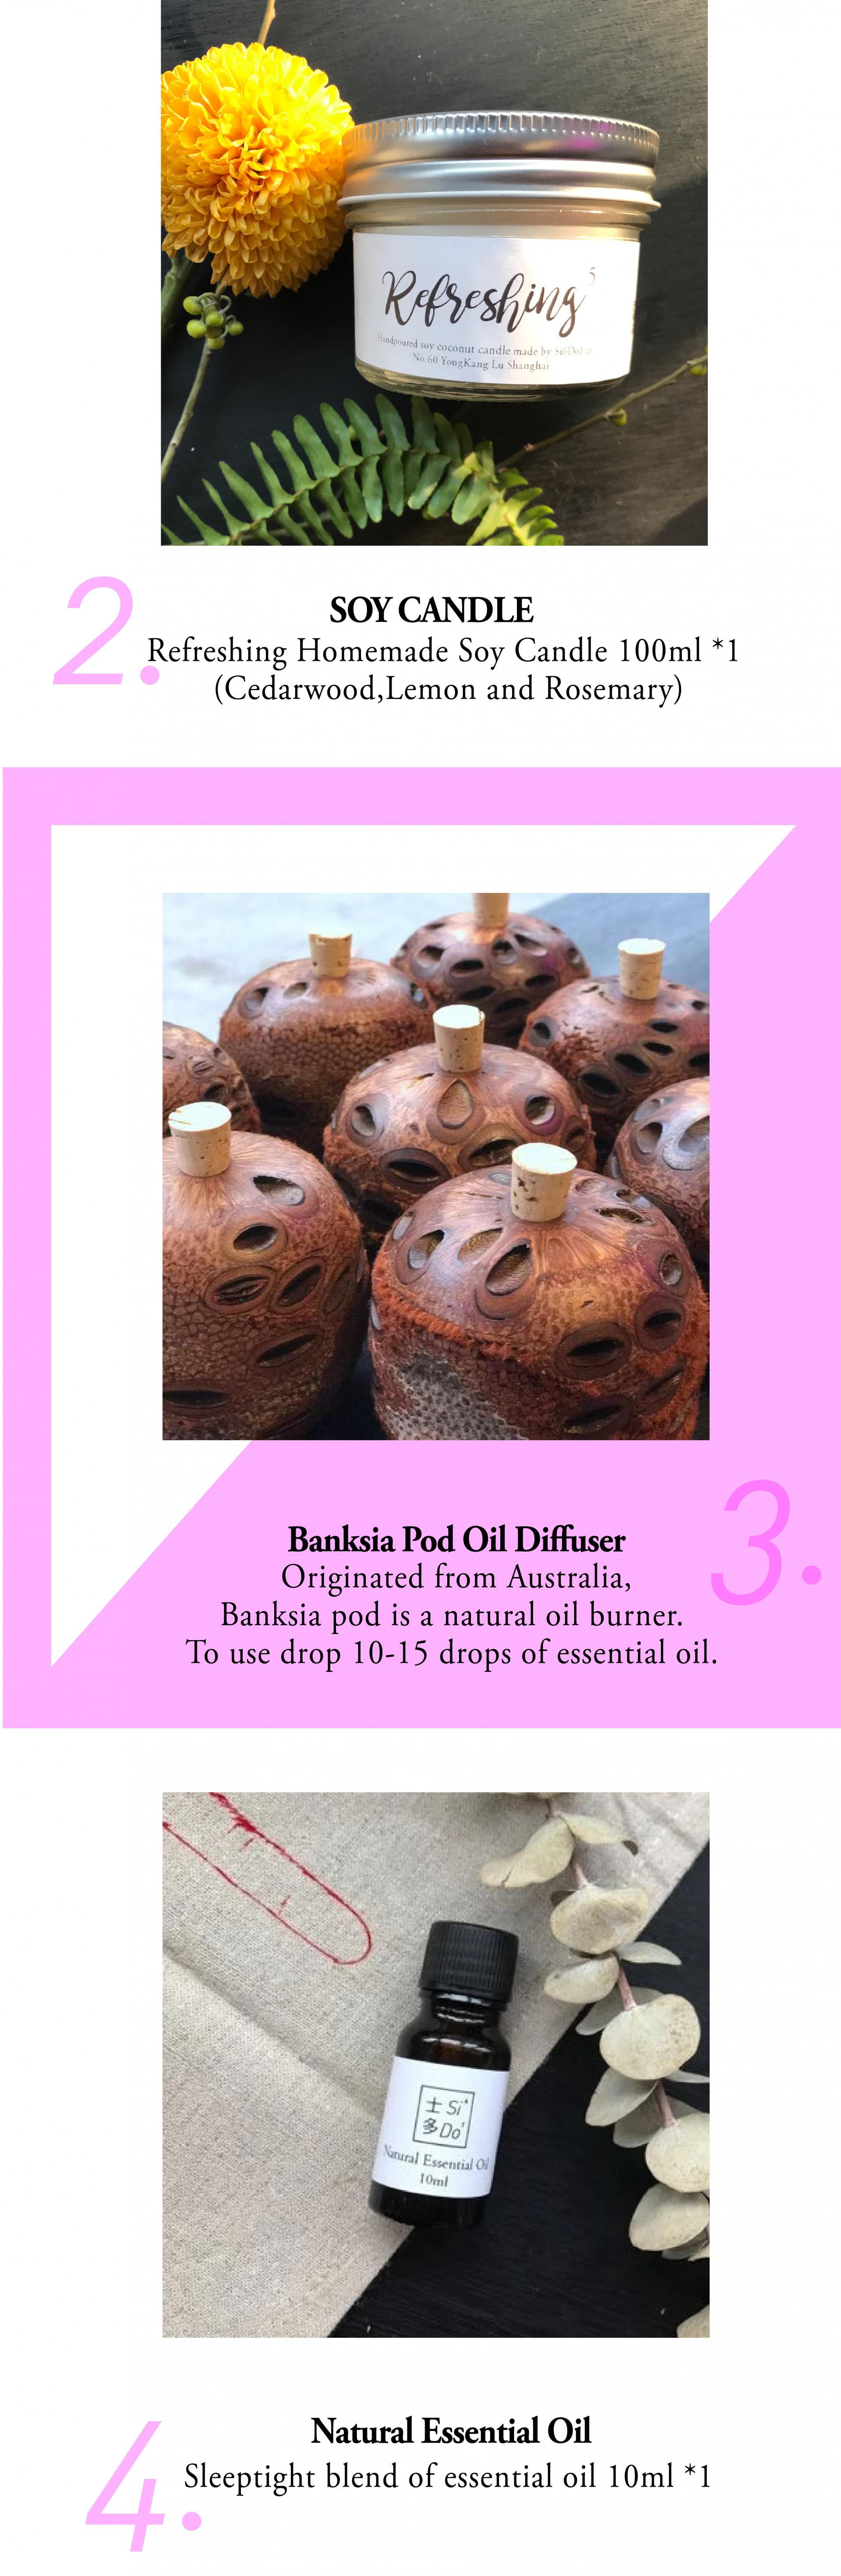 Refreshing
5
Handpoured soy coconut candle made by
No.60 YongKang Lu Shanghai
2.
SOY CANDLE
Refreshing Homemade Soy Candle 100ml *1
(Cedarwood,Lemon and Rosemary)
Banksia Pod Oil Diffuser
3.
Originated from Australia,
Banksia pod is a natural oil burner.
To use drop 10-15 drops of essential oil.
士 Si⁴
多 Do¹
Natural Essential Oil
10ml
4.
Natural Essential Oil
Sleeptight blend of essential oil 10ml *1